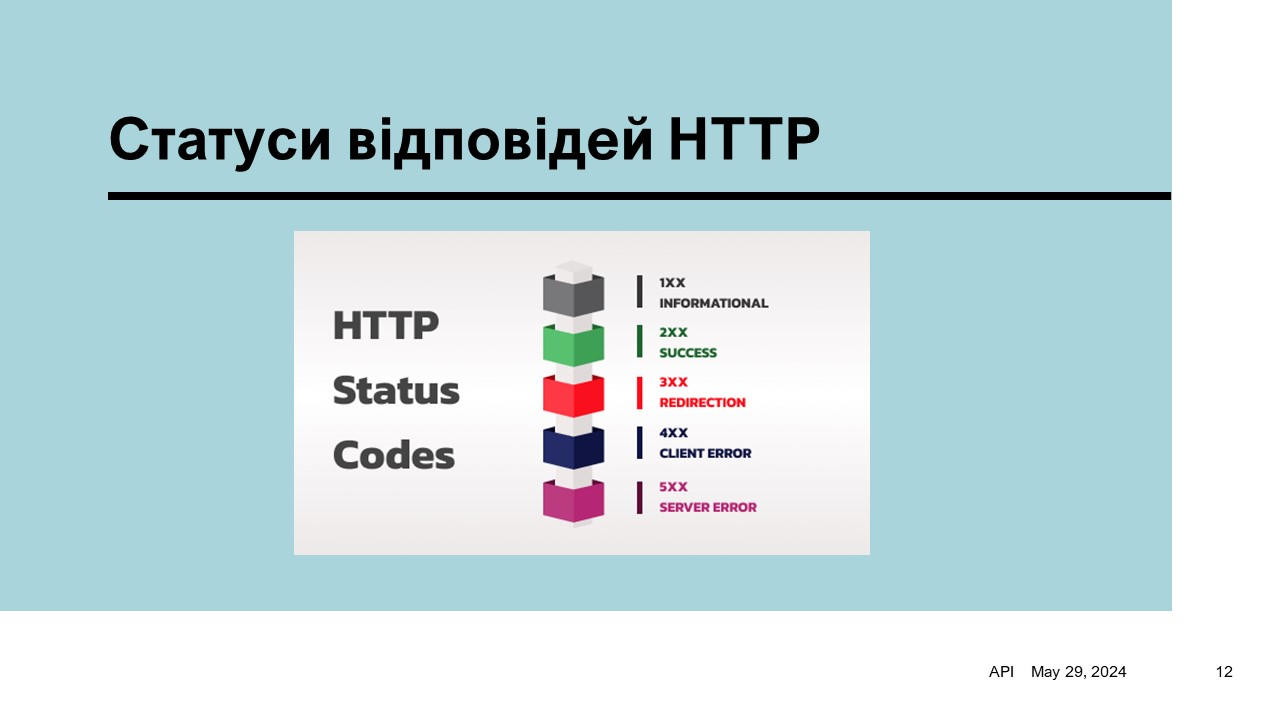 Статуси відповідей HTTP
HTTP
Status
Codes
1XX
INFORMATIONAL
2XX
SUCCESS
3XX
REDIRECTION
4XX
CLIENT ERROR
5XX
SERVER ERROR
API May 29, 2024 12